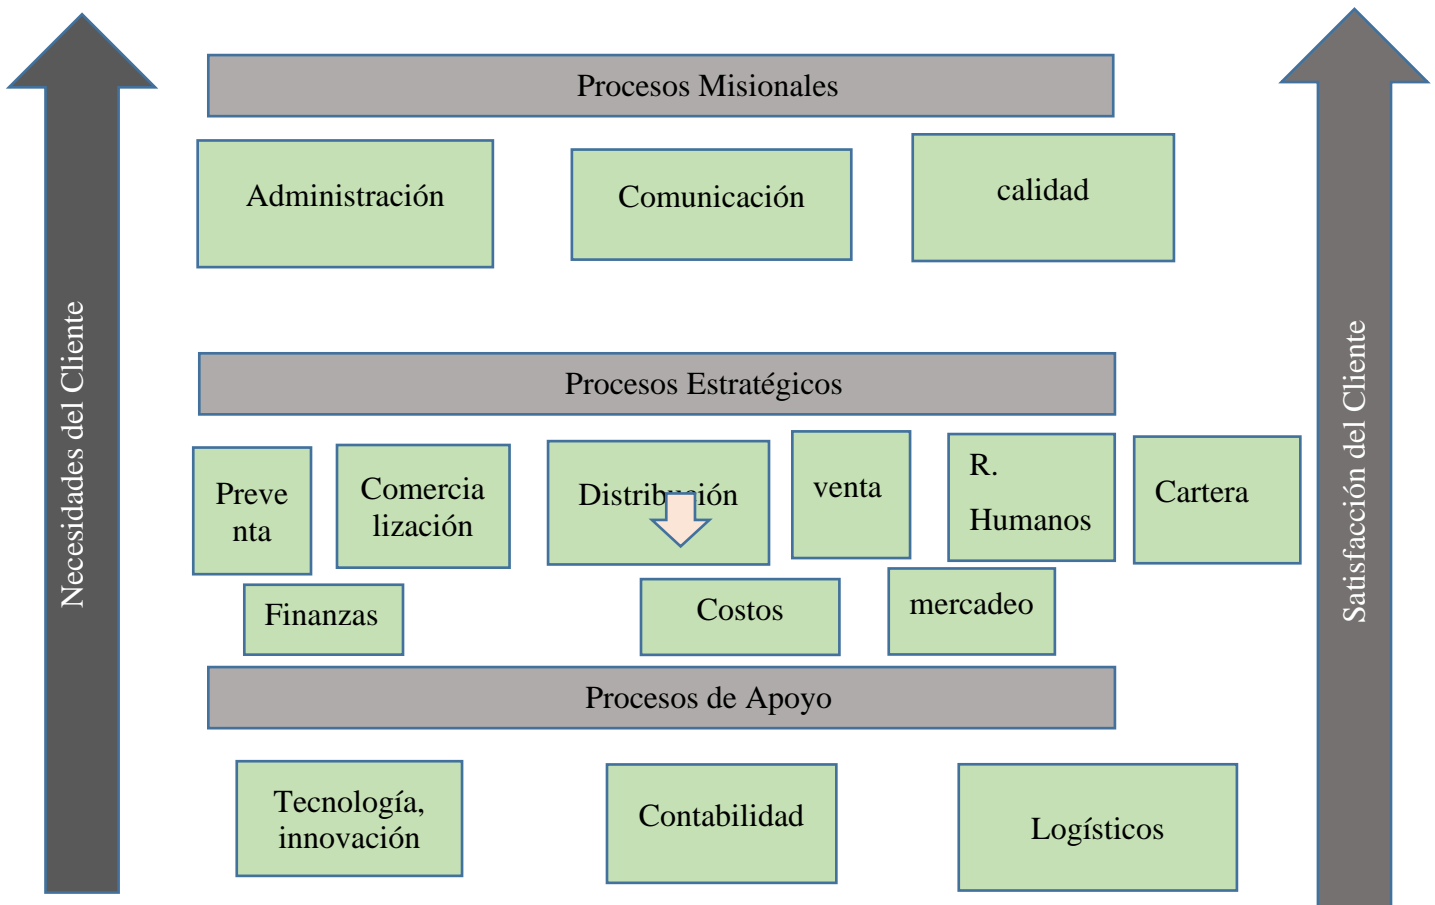 Procesos Misionales
Administración
Comunicación
calidad
Necesidades del Cliente
Satisfacción del Cliente
Procesos Estratégicos
Preve
nta
Comercia
lización
Distribución
venta
R.
Humanos
Cartera
Finanzas
Costos
mercadeo
Procesos de Apoyo
Tecnología,
innovación
Contabilidad
Logísticos